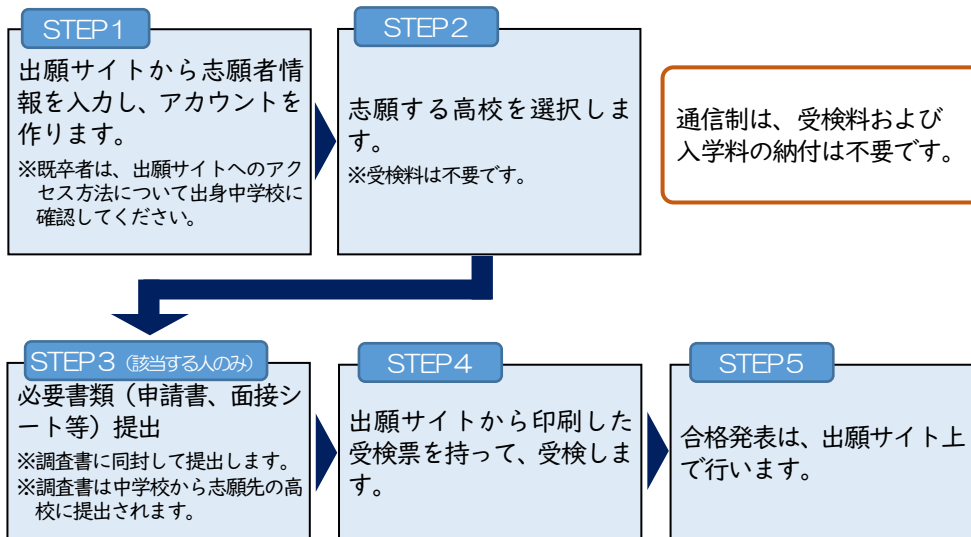 STEP1
出願サイトから志願者情
報を入力し、アカウントを
作ります。
※既卒者は、出願サイトへのアク
セス方法について出身中学校に
確認してください。
STEP2
志願する高校を選択しま
す。
※受検料は不要です。
通信制は、受検料および
入学料の納付は不要です。
STEP3（該当する人のみ）
必要書類（申請書、面接シ
ート等）提出
※調査書に同封して提出します。
※調査書は中学校から志願先の高
校に提出されます。
STEP4
出願サイトから印刷した
受検票を持って、受検しま
す。
STEP5
合格発表は、出願サイト上
で行います。